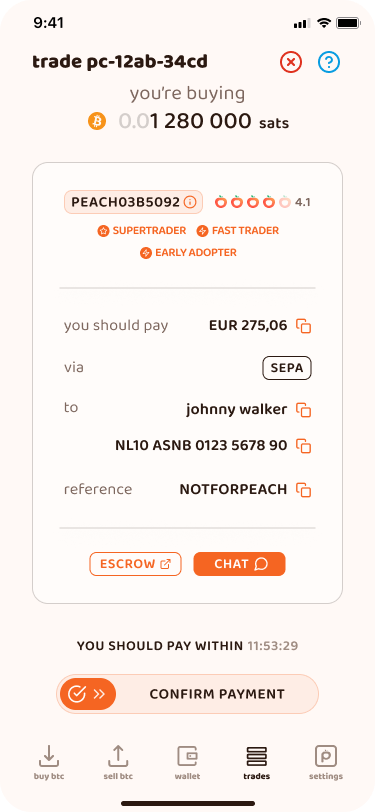 9:41
trade pc-12ab-34cd
you're buying
0.01 280 000 sats
PEACH03B5092 4.1
SUPERTRADER FAST TRADER
EARLY ADOPTER
you should pay EUR 275,06
via SEPA
to johnny walker
NL10 ASNB 0123 5678 90
reference NOTFORPEACH
ESCROW CHAT
YOU SHOULD PAY WITHIN 11:53:29
CONFIRM PAYMENT
buy btc sell btc wallet trades settings